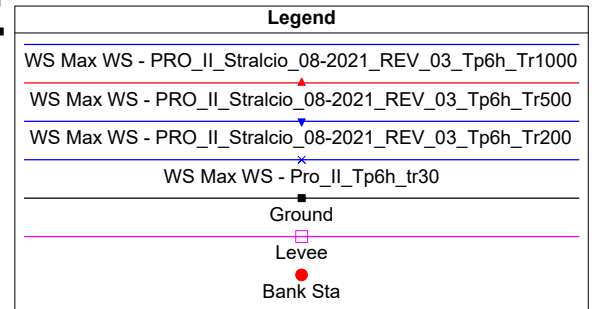 Legend
WS Max WS - PRO_II_Stralcio_08-2021_REV_03_Tp6h_Tr1000
WS Max WS - PRO_II_Stralcio_08-2021_REV_03_Tp6h_Tr500
WS Max WS - PRO_II_Stralcio_08-2021_REV_03_Tp6h_Tr200
WS Max WS - Pro_II_Tp6h_tr30
Ground
Levee
Bank Sta